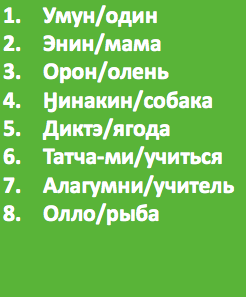 1. Умун/один
2. Энин/мама
3. Орон/олень
4. Ӈинакин/собака
5. Диктэ/ягода
6. Татча-ми/учиться
7. Алагумни/учитель
8. Олло/рыба